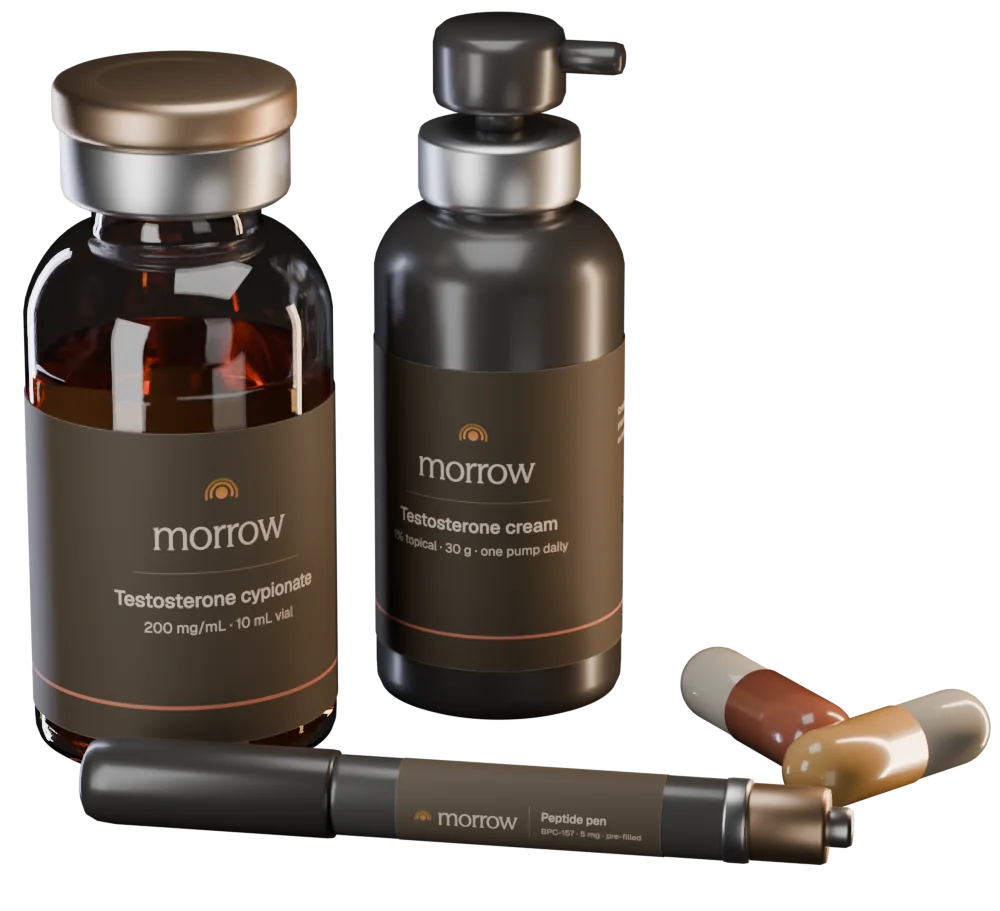 morrow
Testosterone cypionate
200 mg/mL · 10 mL vial
morrow
Testosterone cream
1% topical · 30 g · one pump daily
morrow
Peptide pen
BPC-157 · 5 mg · pre-filled